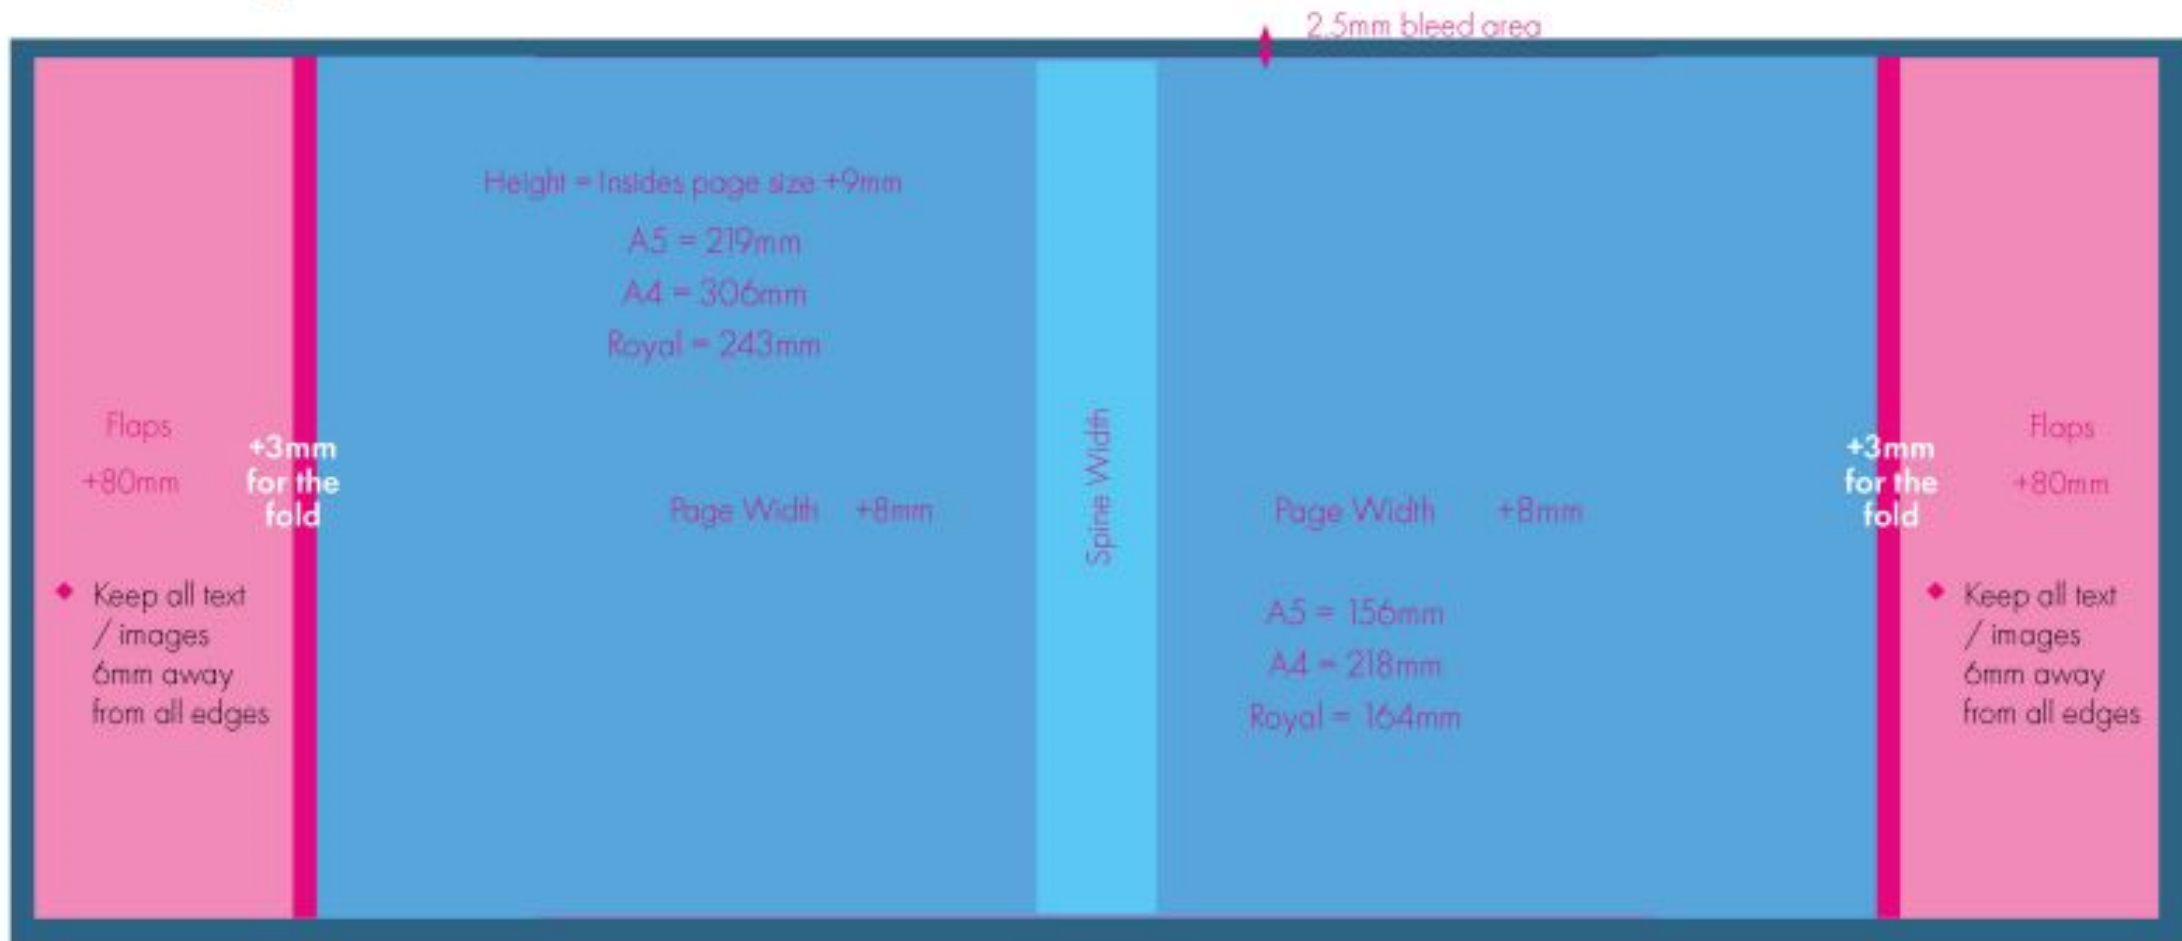 2.5mm bleed area
Height = Insides page size +9mm
A5 = 219mm
A4 = 306mm
Royal = 243mm
Flaps
+80mm
+3mm
for the
fold
Keep all text
/ images
6mm away
from all edges
Page Width +8mm
Spine Width
Page Width +8mm
A5 = 156mm
A4 = 218mm
Royal = 164mm
+3mm
for the
fold
Flaps
+80mm
Keep all text
/ images
6mm away
from all edges